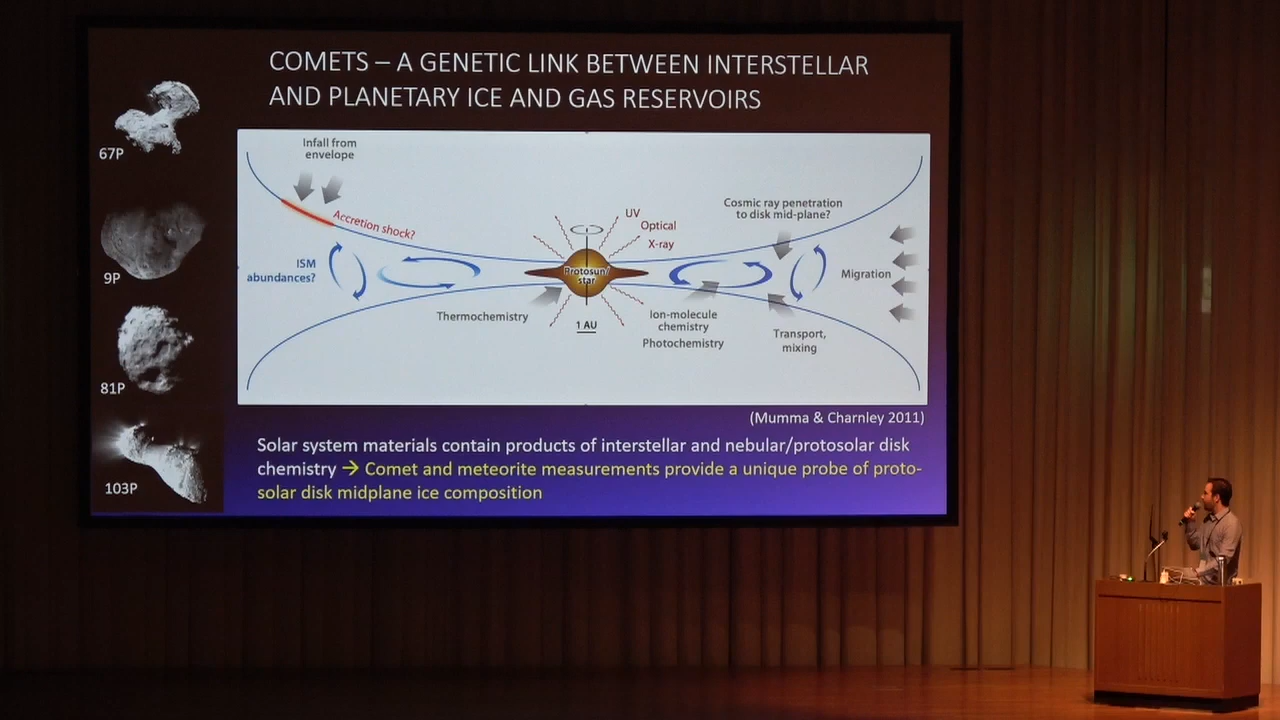 COMETS – A GENETIC LINK BETWEEN INTERSTELLAR
AND PLANETARY ICE AND GAS RESERVOIRS
67P
9P
81P
103P
Infall from
envelope
Accretion shock?
ISM
abundances?
Thermochemistry
Protosun/
star
1 AU
UV
Optical
X-ray
Cosmic ray penetration
to disk mid-plane?
Ion-molecule
chemistry
Photochemistry
Transport,
mixing
Migration
(Mumma & Charnley 2011)
Solar system materials contain products of interstellar and nebular/protosolar disk
chemistry → Comet and meteorite measurements provide a unique probe of proto-
solar disk midplane ice composition